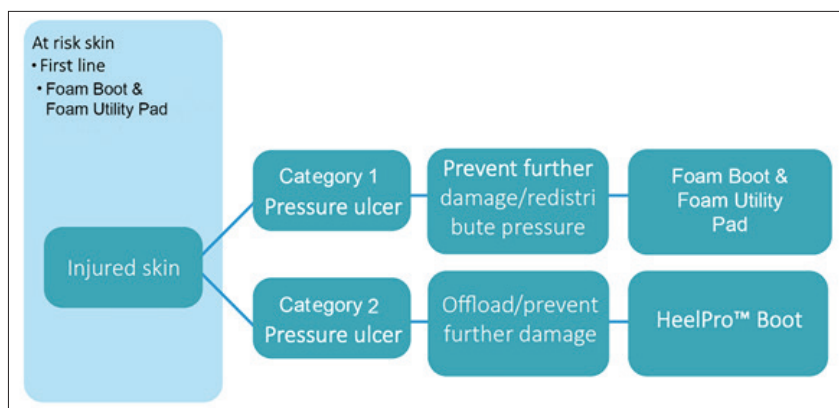 At risk skin
• First line
• Foam Boot &
Foam Utility Pad
Injured skin
Category 1
Pressure ulcer
Prevent further
damage/redistri
bute pressure
Foam Boot &
Foam Utility
Pad
Category 2
Pressure ulcer
Offload/prevent
further damage
HeelPro™ Boot